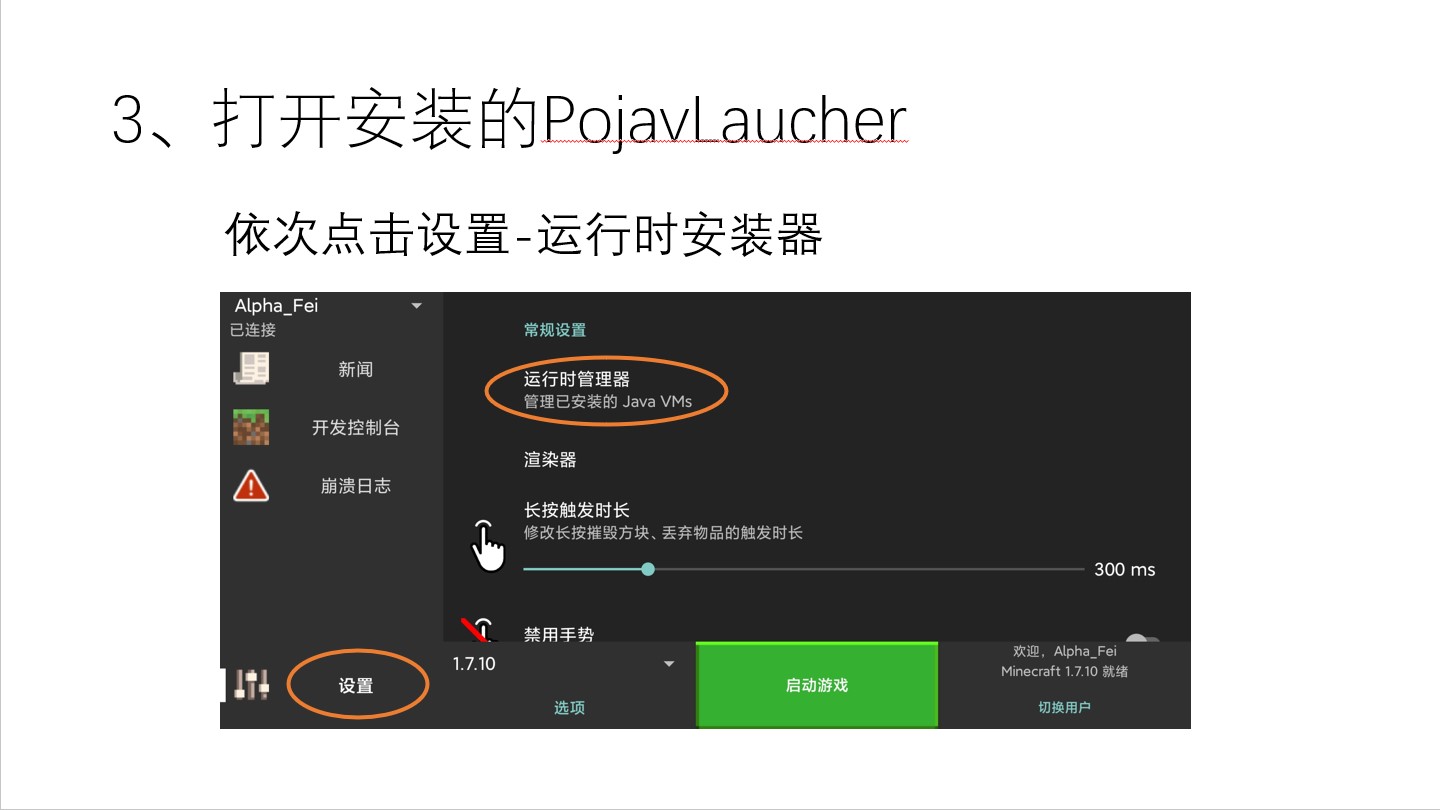 3、打开安装的PojavLaucher
依次点击设置-运行时安装器
Alpha_Fei
已连接
新闻
开发控制台
崩溃日志
设置
常规设置
运行时管理器
管理已安装的 Java VMs
渲染器
长按触发时长
修改长按摧毁方块、丢弃物品的触发时长
300 ms
禁用手势
1.7.10
选项
启动游戏
欢迎，Alpha_Fei
Minecraft 1.7.10 就绪
切换用户